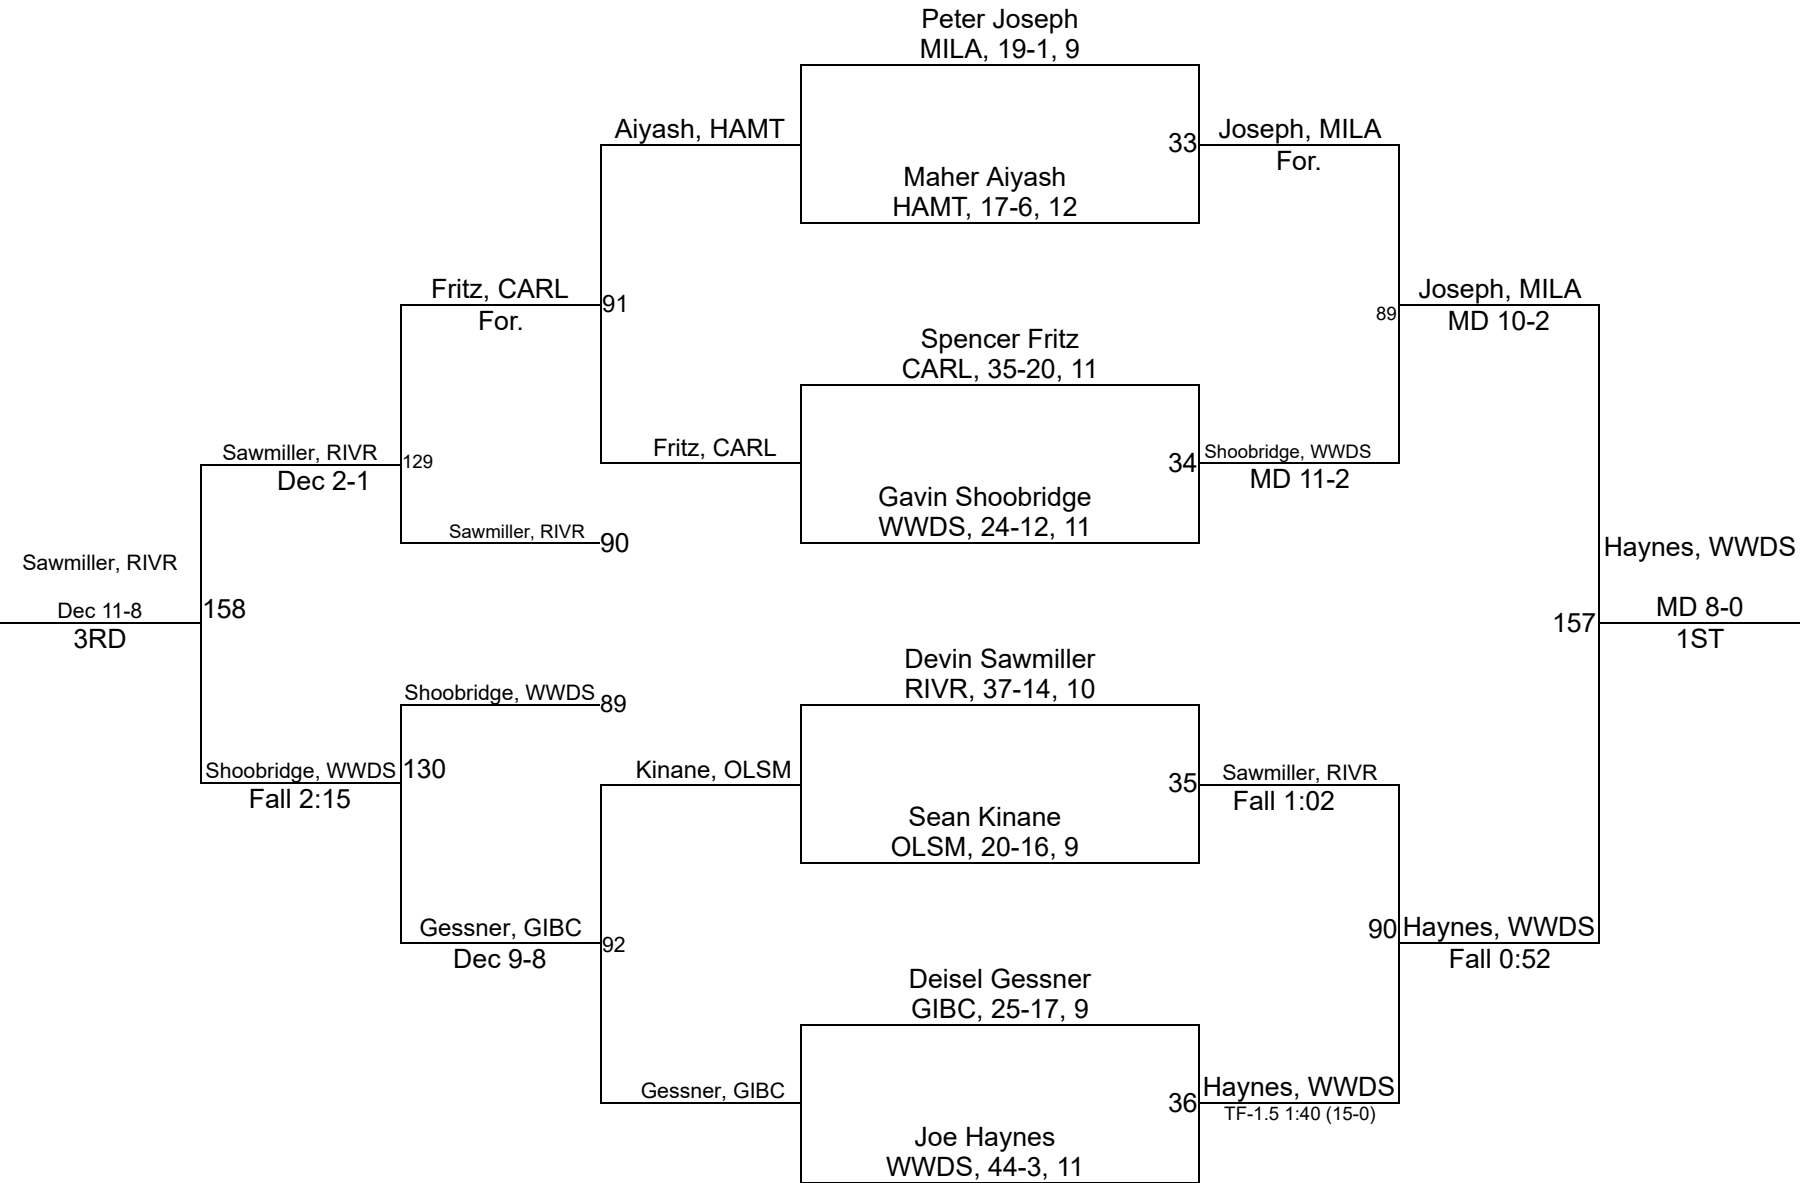 Peter Joseph
MILA, 19-1, 9
Aiyash, HAMT
33
Joseph, MILA
For.
Maher Aiyash
HAMT, 17-6, 12
Fritz, CARL
For.
91
89
Joseph, MILA
MD 10-2
Spencer Fritz
CARL, 35-20, 11
Sawmiller, RIVR
Dec 2-1
129
Fritz, CARL
34
Shoobridge, WWDS
MD 11-2
Gavin Shoobridge
WWDS, 24-12, 11
Sawmiller, RIVR
90
Sawmiller, RIVR
Dec 11-8
3RD
158
Haynes, WWDS
157
MD 8-0
1ST
Devin Sawmiller
RIVR, 37-14, 10
Shoobridge, WWDS
89
Shoobridge, WWDS
Fall 2:15
130
Kinane, OLSM
35
Sawmiller, RIVR
Fall 1:02
Sean Kinane
OLSM, 20-16, 9
Gessner, GIBC
Dec 9-8
92
90
Haynes, WWDS
Fall 0:52
Deisel Gessner
GIBC, 25-17, 9
Gessner, GIBC
36
Haynes, WWDS
TF-1.5 1:40 (15-0)
Joe Haynes
WWDS, 44-3, 11